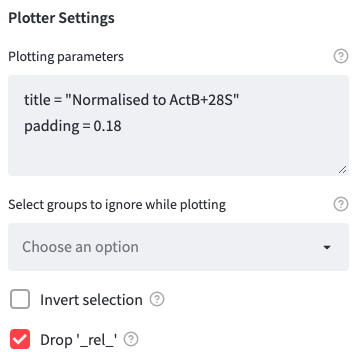 Plotter Settings
Plotting parameters
title = "Normalised to ActB+28S"
padding = 0.18
Select groups to ignore while plotting
Choose an option
Invert selection
Drop '_rel_'